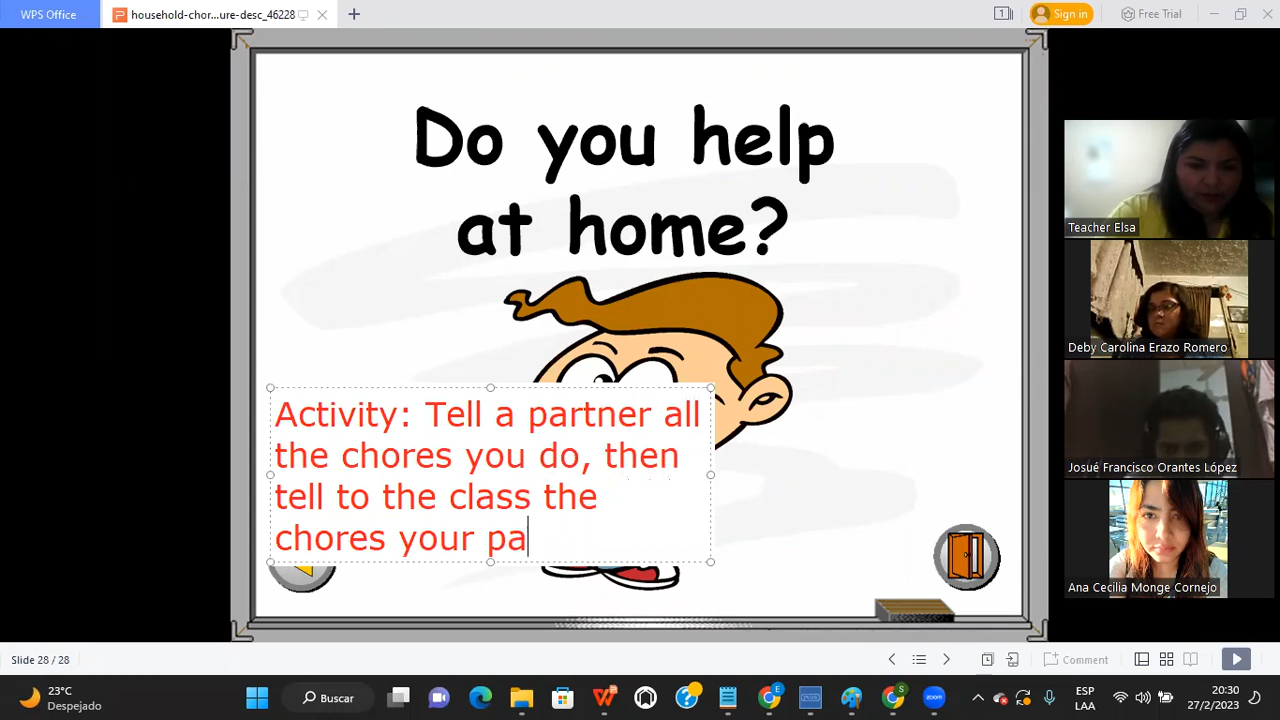 WPS Office
household-chor...ure-desc_46228
1
Sign in
Free Trial
Do you help
at home?
Activity: Tell a partner all
the chores you do, then
tell to the class the
chores your pa
Teacher Elsa
Deby Carolina Erazo Romero
Josué Francisco Orantes López
Ana Cecilia Monge Cornejo
Slide 28 / 28
Comment
23°C
Despejado
Buscar
ESP
LAA
20:30
27/2/2023